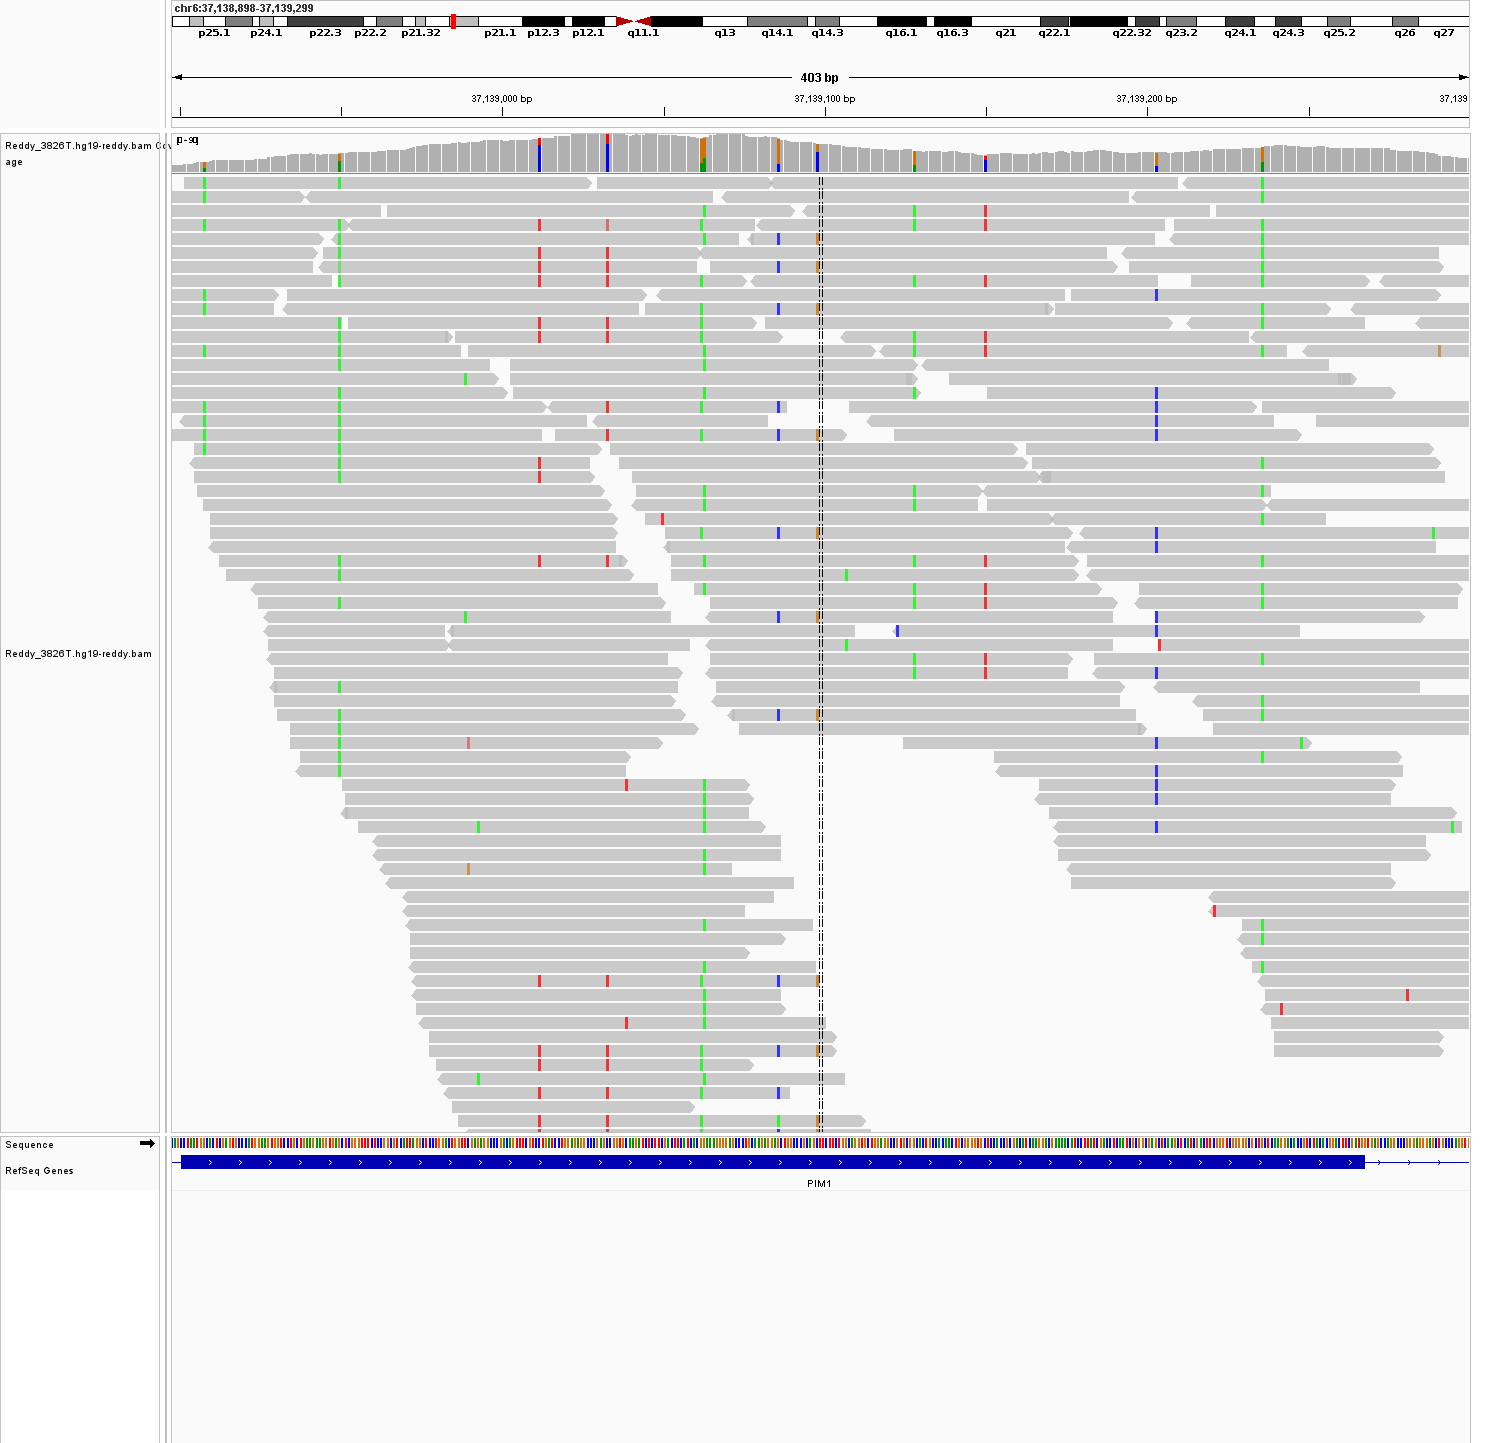 chr6:37,138,898-37,139,299
p25.1 p24.1 p22.3 p22.2 p21.32 p21.1 p12.3 p12.1 q11.1 q13 q14.1 q14.3 q16.1 q16.3 q21 q22.1 q22.32 q23.2 q24.1 q24.3 q25.2 q26 q27
403 bp
37,139,000 bp 37,139,100 bp 37,139,200 bp 37,139
Reddy_3826T.hg19-reddy.bam Cov
age
Reddy_3826T.hg19-reddy.bam
Sequence
RefSeq Genes
PIM1